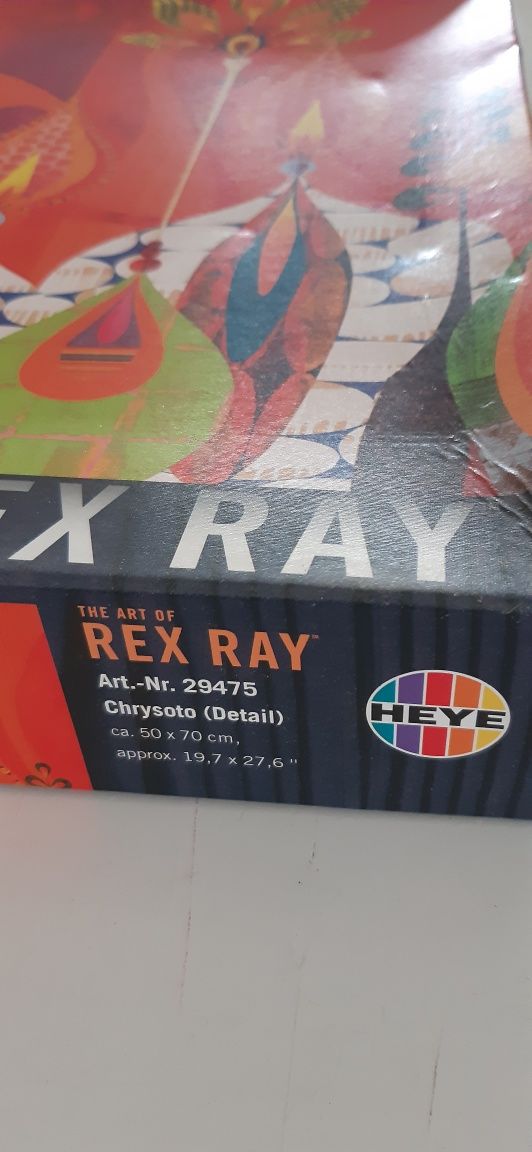 EX RAY
THE ART OF
REX RAY™
Art.-Nr. 29475
Chrysoto (Detail)
ca. 50 x 70 cm,
approx. 19,7 x 27,6 "
HEYE